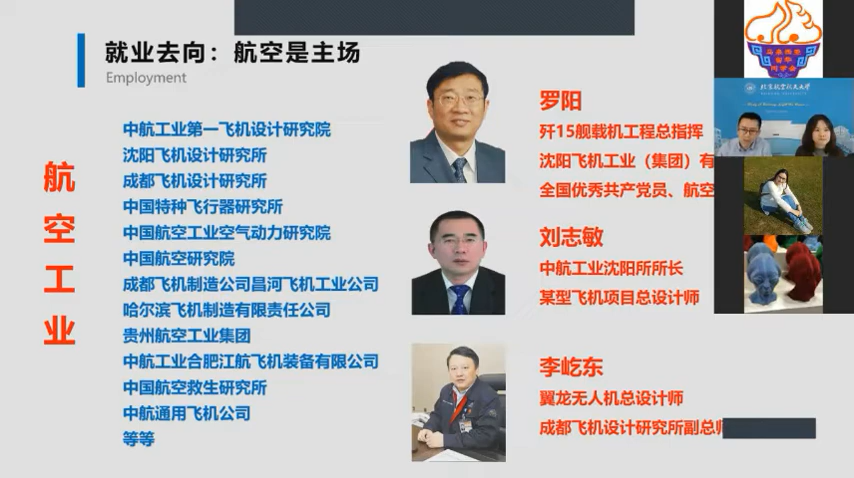 就业去向：航空是主场
Employment
航空工业
中航工业第一飞机设计研究院
沈阳飞机设计研究所
成都飞机设计研究所
中国特种飞行器研究所
中国航空工业空气动力研究院
中国航空研究院
成都飞机制造公司昌河飞机工业公司
哈尔滨飞机制造有限责任公司
贵州航空工业集团
中航工业合肥江航飞机装备有限公司
中国航空救生研究所
中航通用飞机公司
等等
罗阳
歼15舰载机工程总指挥
沈阳飞机工业（集团）有
全国优秀共产党员、航空
刘志敏
中航工业沈阳所所长
某型飞机项目总设计师
李屹东
翼龙无人机总设计师
成都飞机设计研究所副总
北京航空航天大学